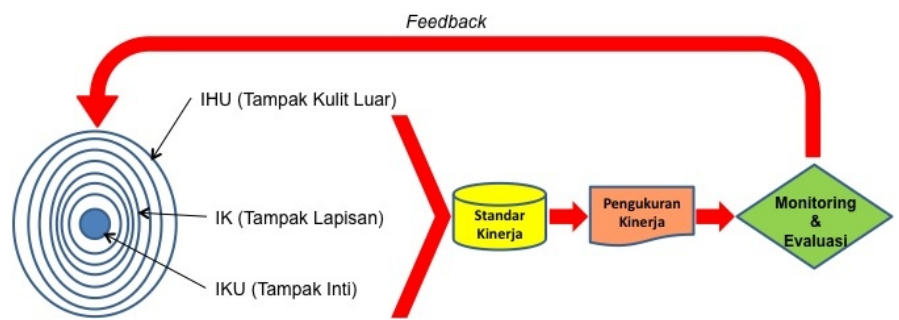 Feedback
IHU (Tampak Kulit Luar)
IK (Tampak Lapisan)
IKU (Tampak Inti)
Standar
Kinerja
Pengukuran
Kinerja
Monitoring
&
Evaluasi